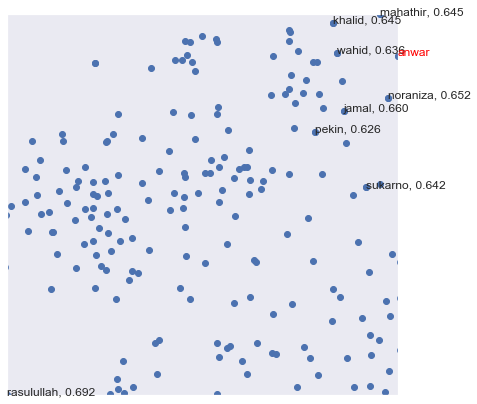 mahathir, 0.645
khalid, 0.645
wahid, 0.636
anwar
noraniza, 0.652
jamal, 0.660
pekin, 0.626
sukarno, 0.642
rasulullah, 0.692